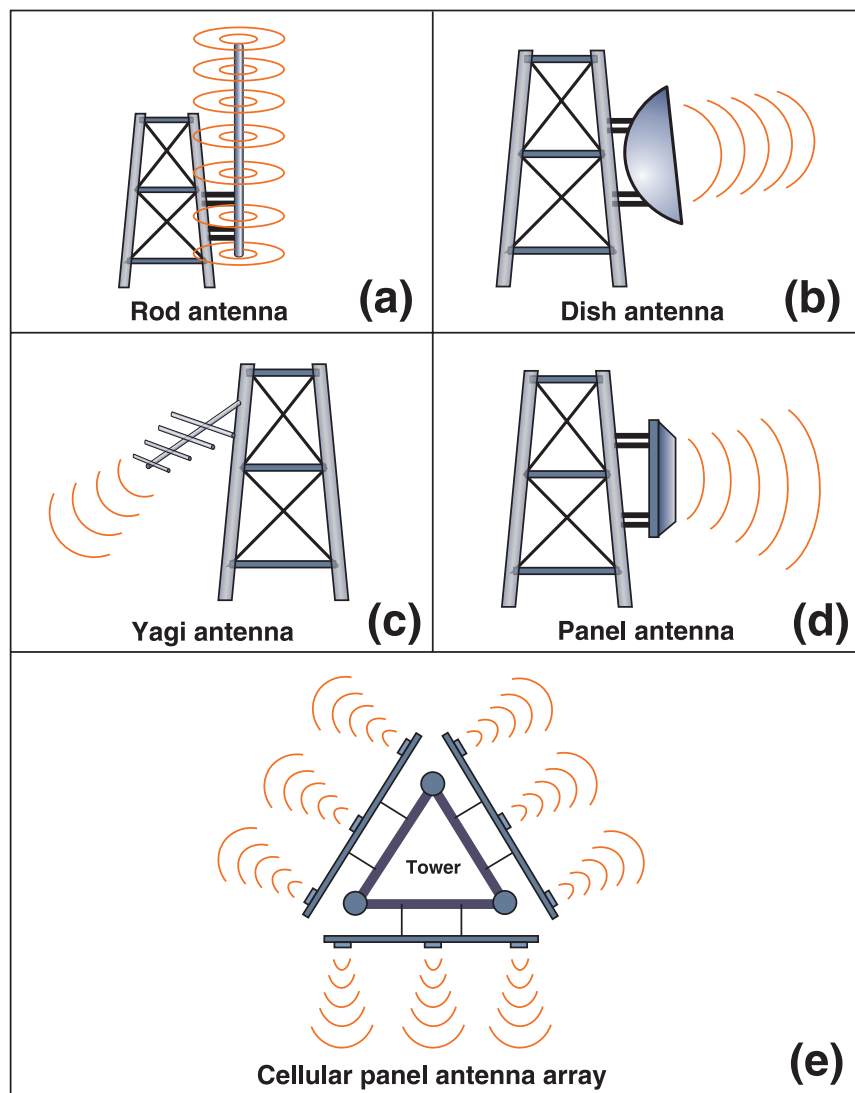 (a)
Rod antenna
(b)
Dish antenna
(c)
Yagi antenna
(d)
Panel antenna
Tower
(e)
Cellular panel antenna array